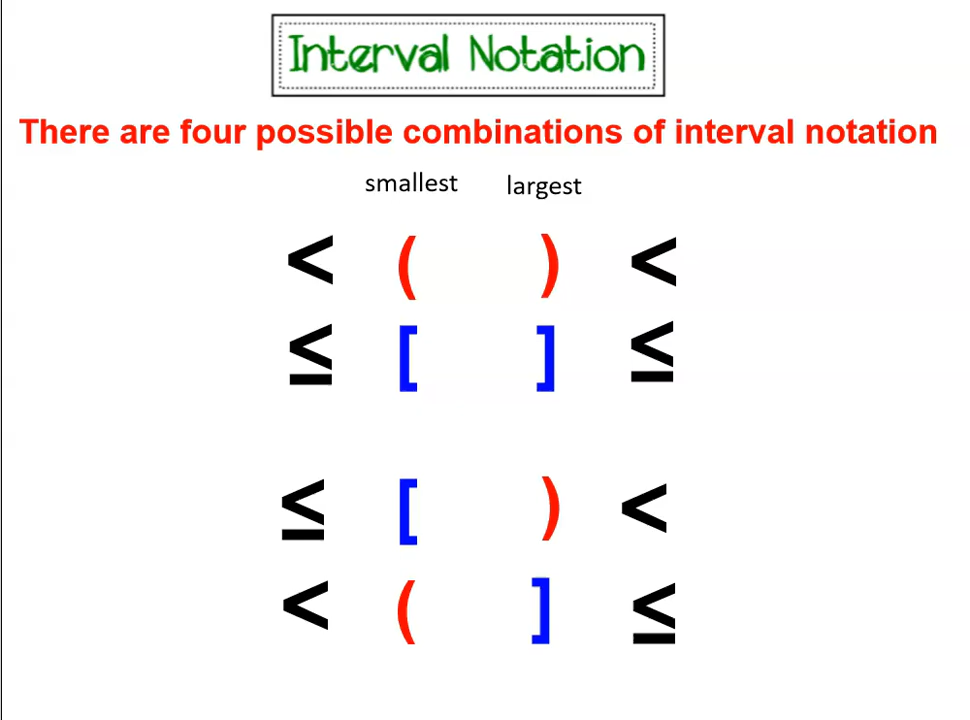 Interval Notation
There are four possible combinations of interval notation
smallest largest
< ( ) <
≤ [ ] ≤
≤ [ ) <
< ( ] ≤